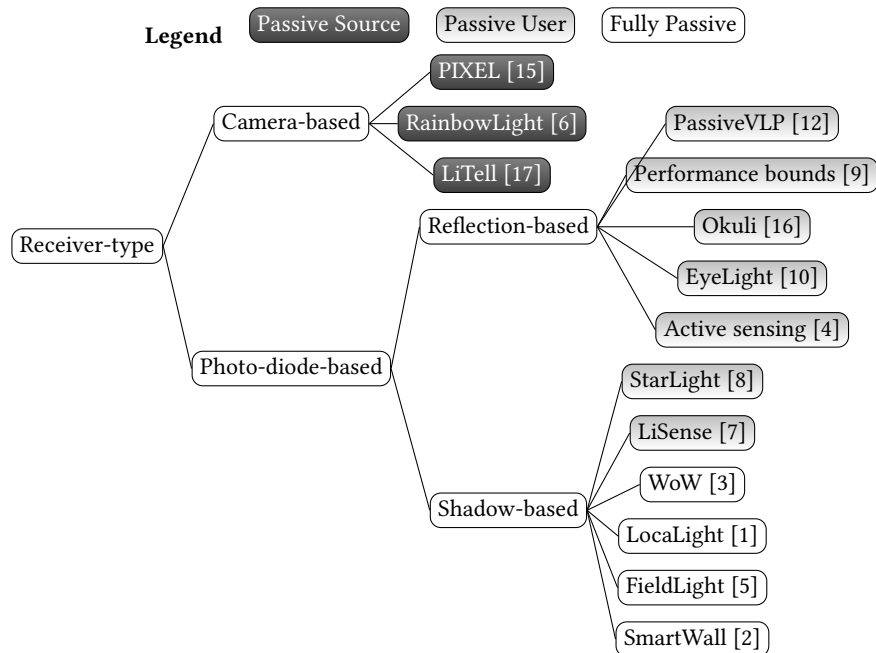 Legend Passive Source Passive User Fully Passive
PIXEL [15]
Camera-based
RainbowLight [6]
PassiveVLP [12]
LiTell [17]
Performance bounds [9]
Receiver-type
Reflection-based
Okuli [16]
EyeLight [10]
Active sensing [4]
Photo-diode-based
StarLight [8]
LiSense [7]
WoW [3]
Shadow-based
LocaLight [1]
FieldLight [5]
SmartWall [2]